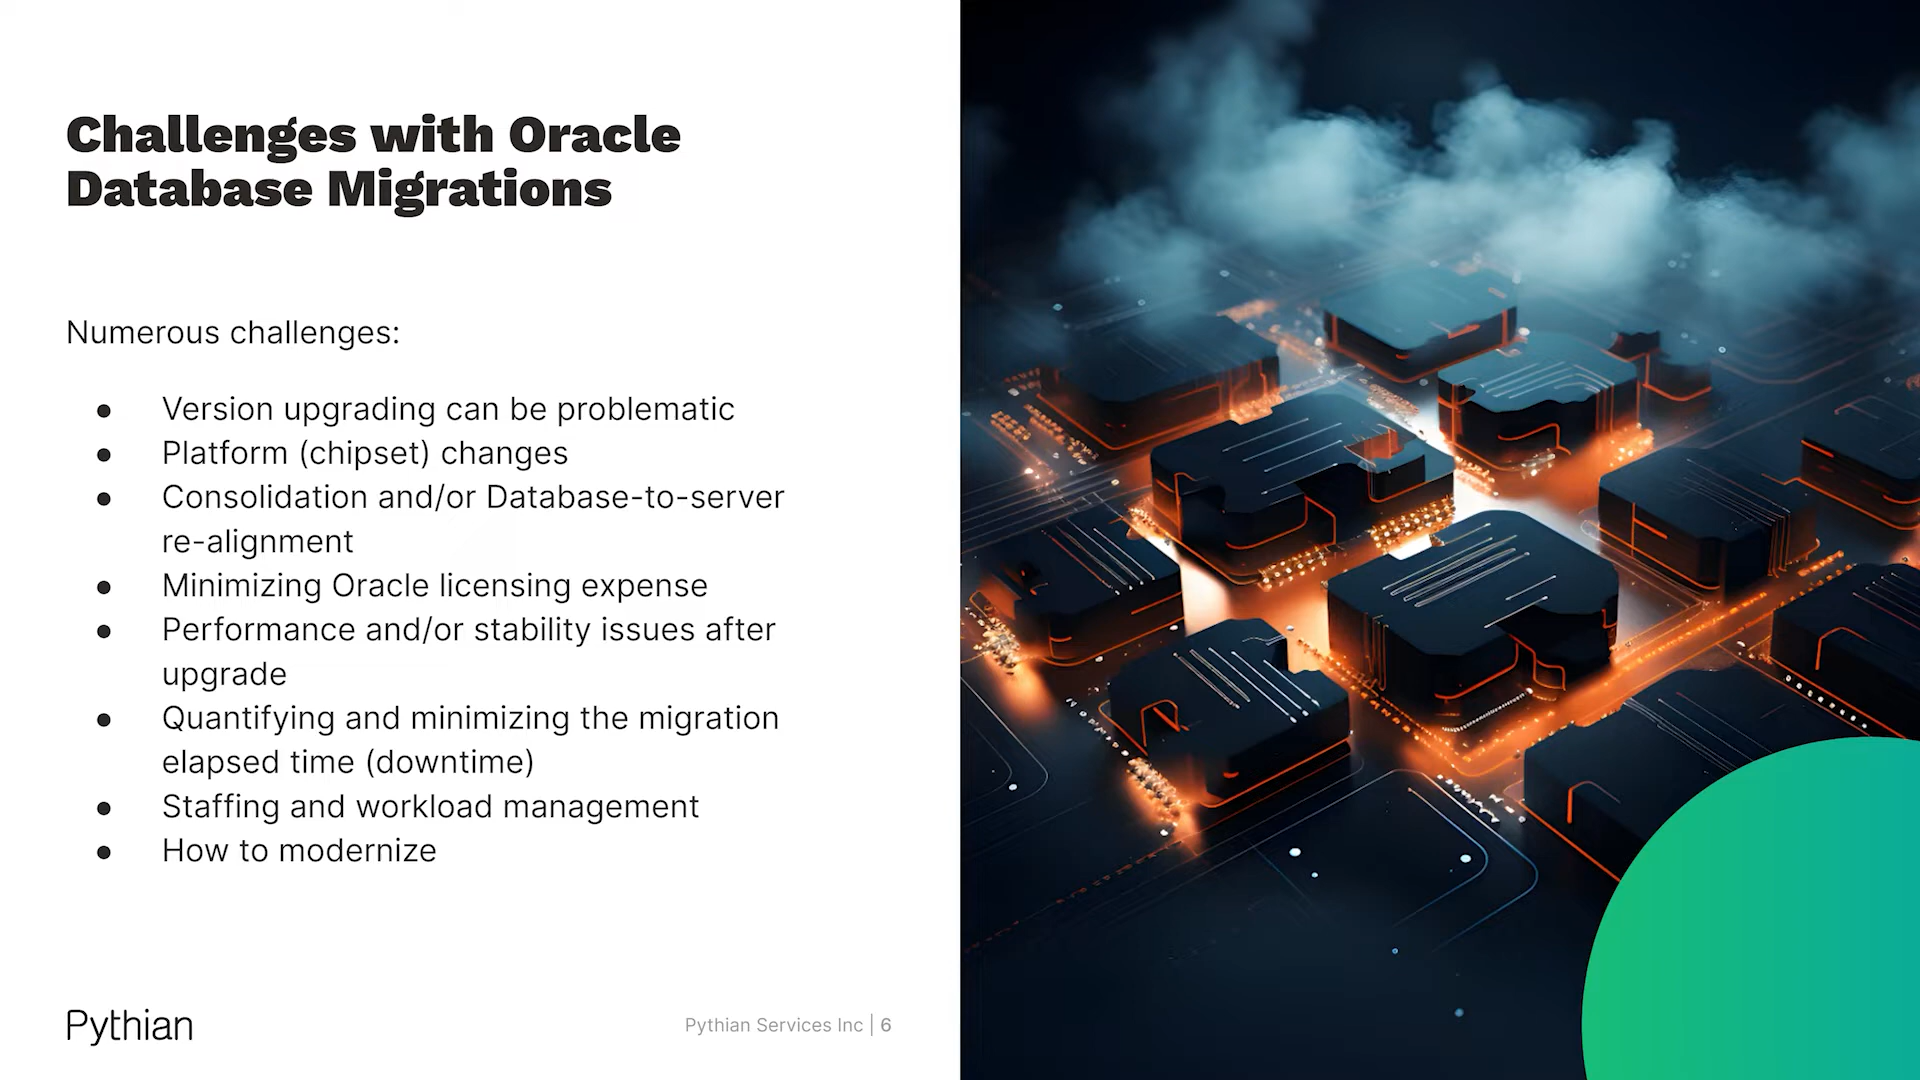 Challenges with Oracle
Database Migrations
Numerous challenges:
● Version upgrading can be problematic
● Platform (chipset) changes
● Consolidation and/or Database-to-server
re-alignment
● Minimizing Oracle licensing expense
● Performance and/or stability issues after
upgrade
● Quantifying and minimizing the migration
elapsed time (downtime)
● Staffing and workload management
● How to modernize
Pythian
Pythian Services Inc | 6